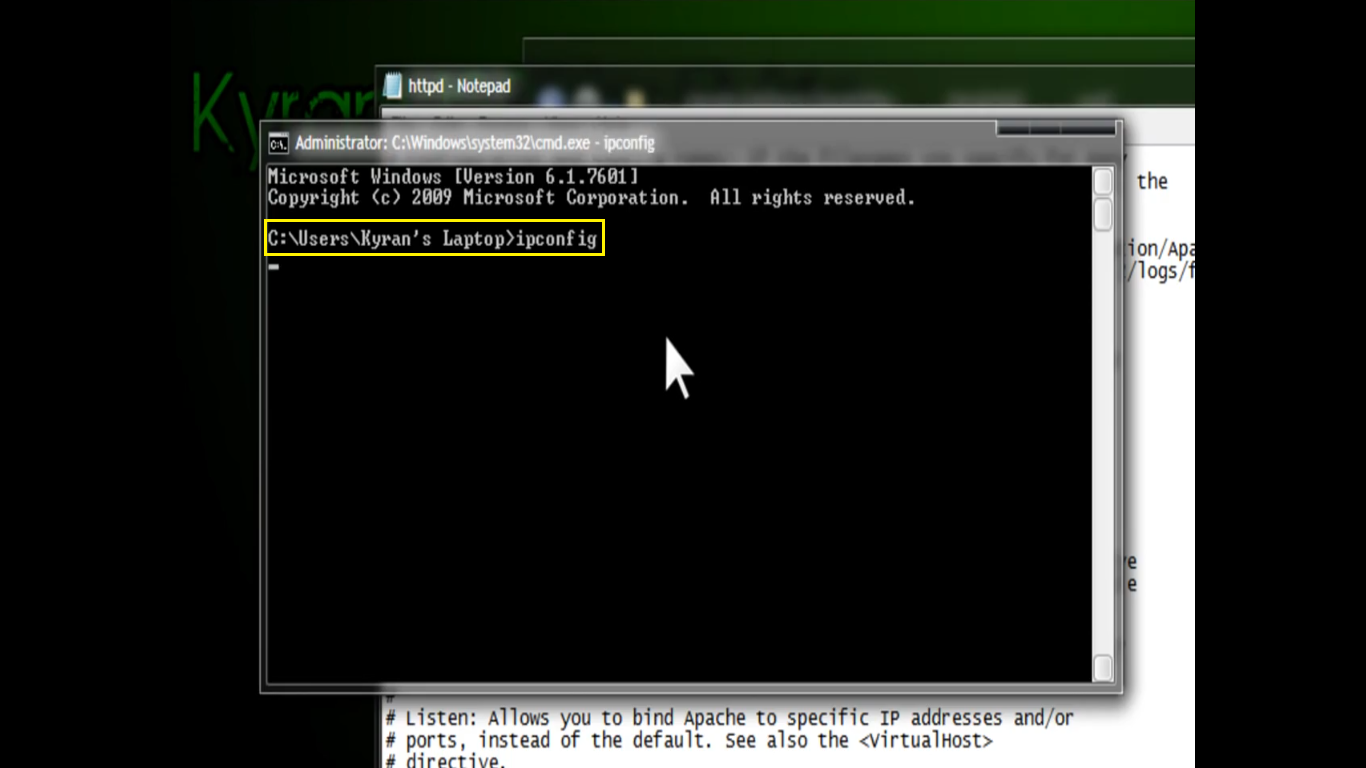 Kyran
httpd - Notepad
Administrator: C:\Windows\system32\cmd.exe - ipconfig
Microsoft Windows [Version 6.1.7601]
Copyright (c) 2009 Microsoft Corporation.  All rights reserved.
the
C:\Users\Kyran's Laptop>ipconfig
ion/Apa
/logs/f
e
#
# Listen: Allows you to bind Apache to specific IP addresses and/or
# ports, instead of the default. See also the <VirtualHost>
# directive.